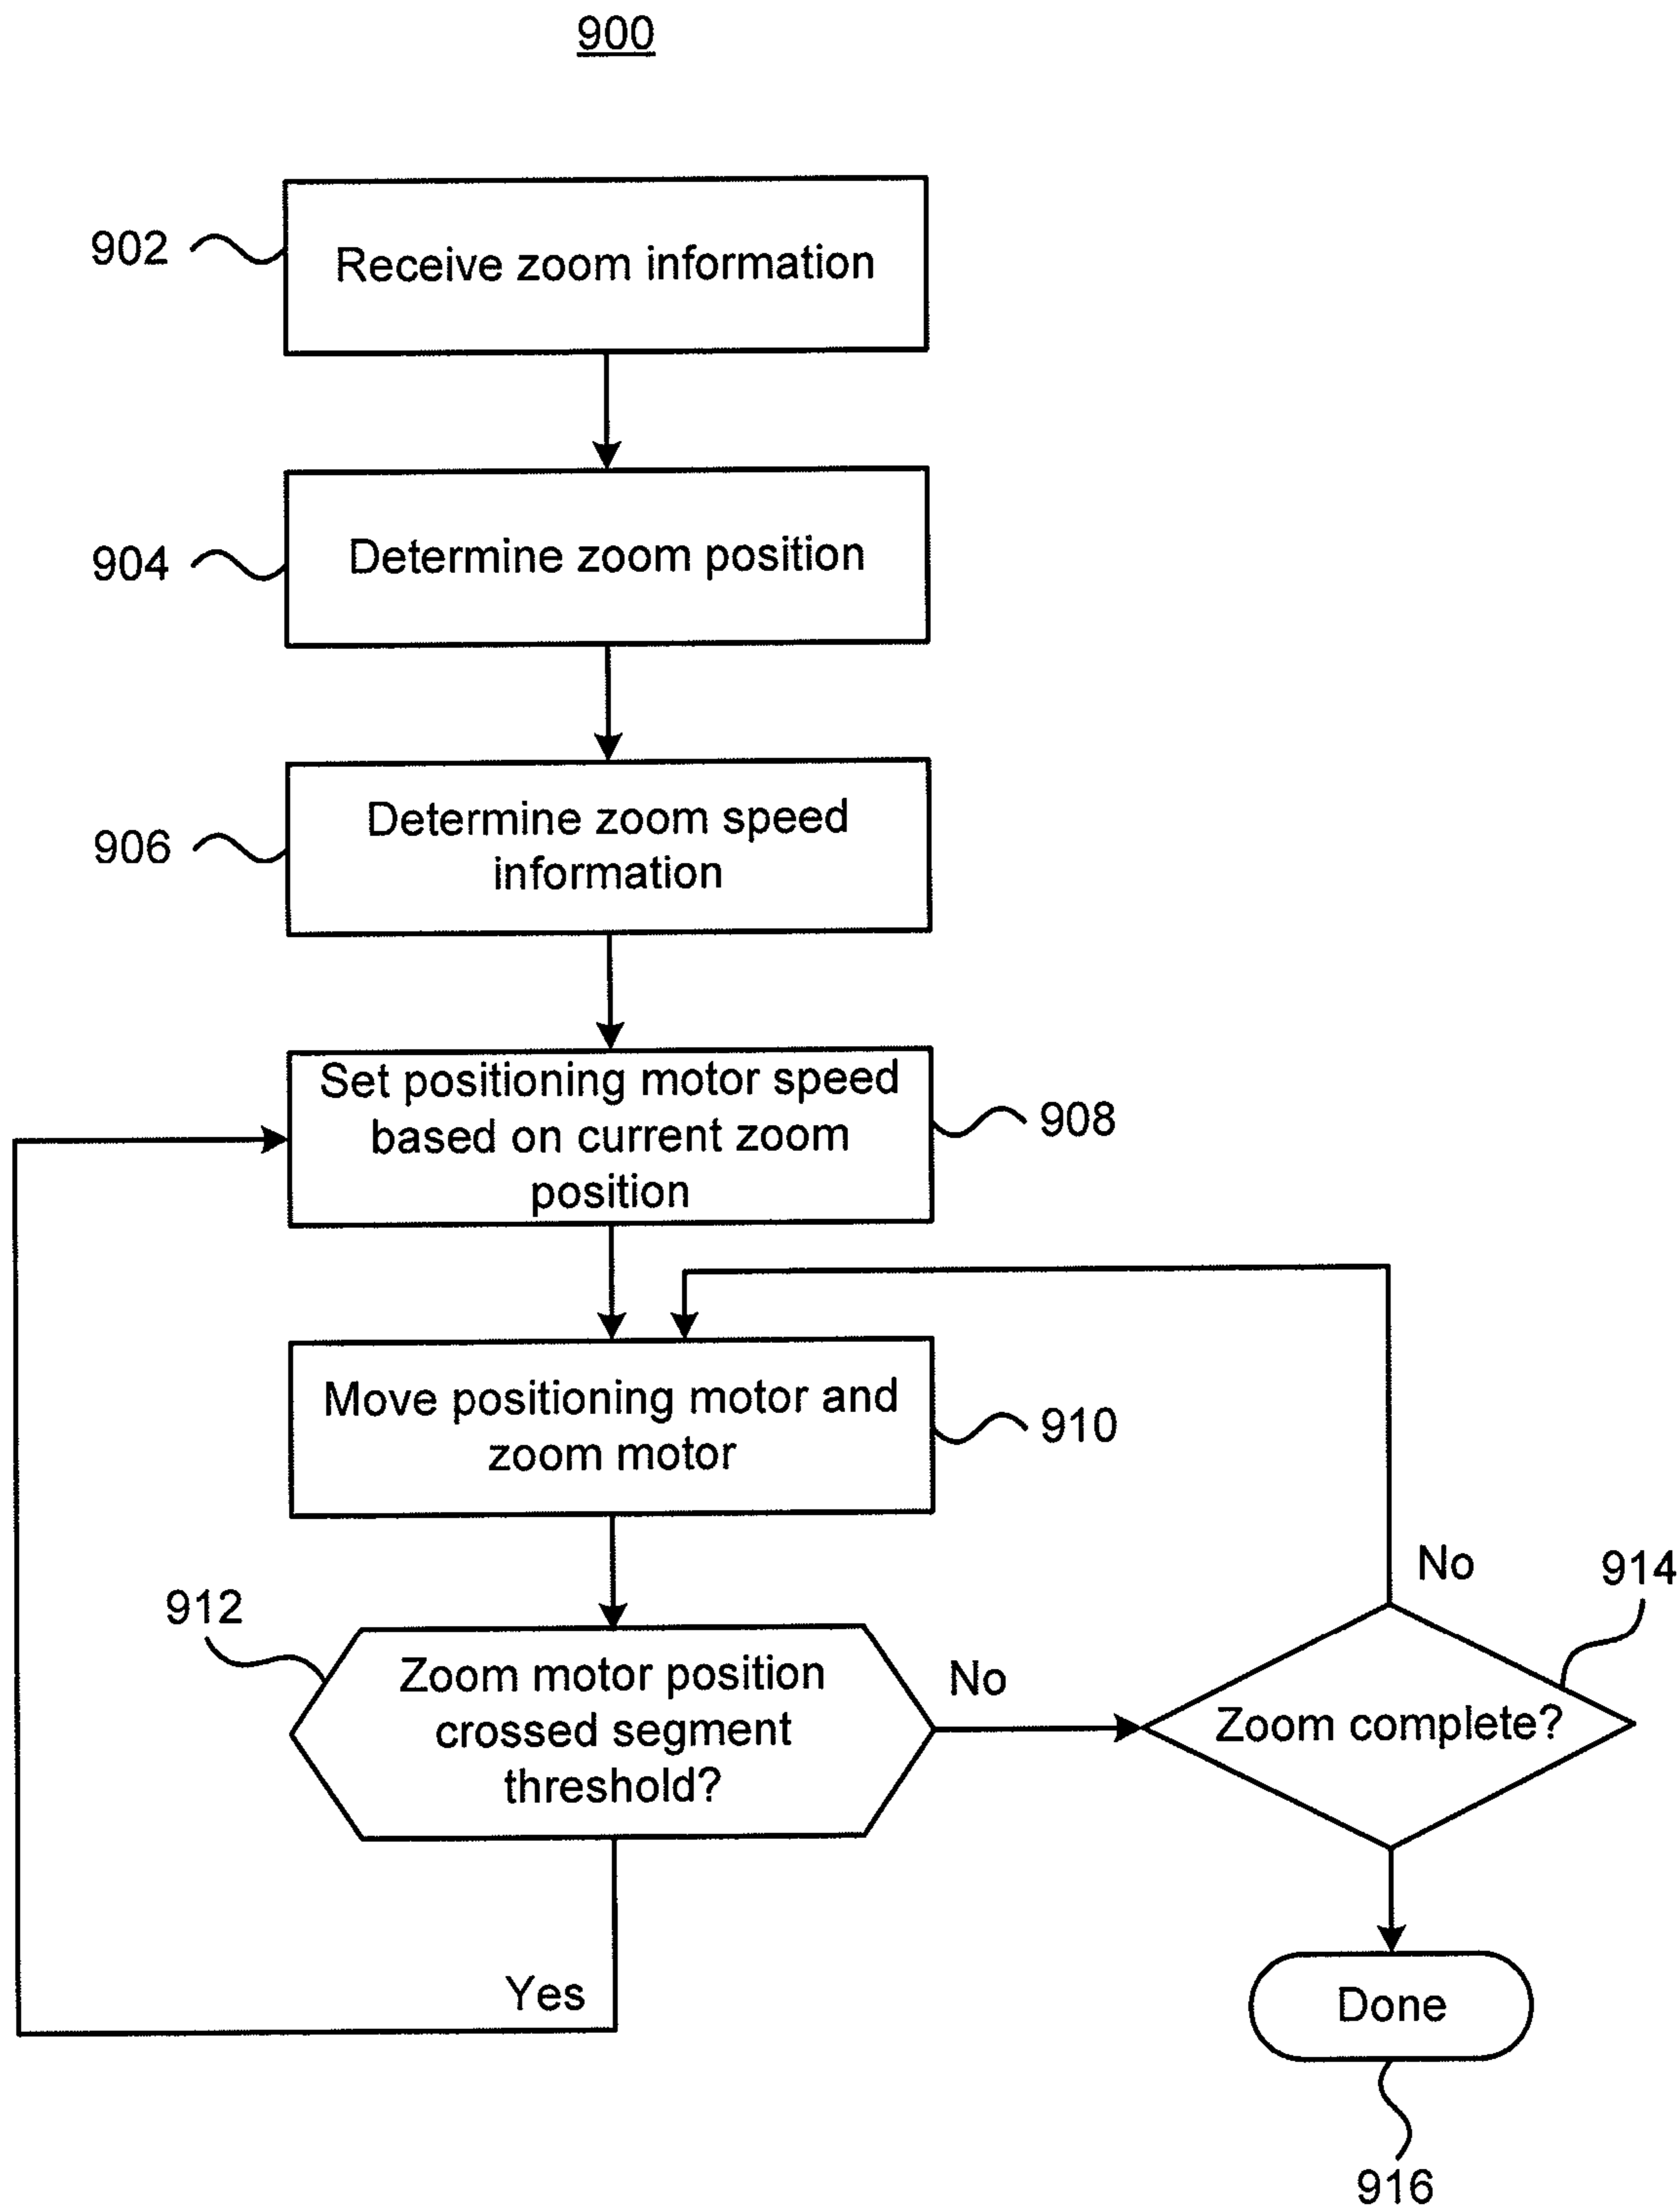 900
902
Receive zoom information
904
Determine zoom position
906
Determine zoom speed
information
Set positioning motor speed
based on current zoom
position
908
Move positioning motor and
zoom motor
910
912
Zoom motor position
crossed segment
threshold?
No
No
914
Zoom complete?
Yes
Done
916